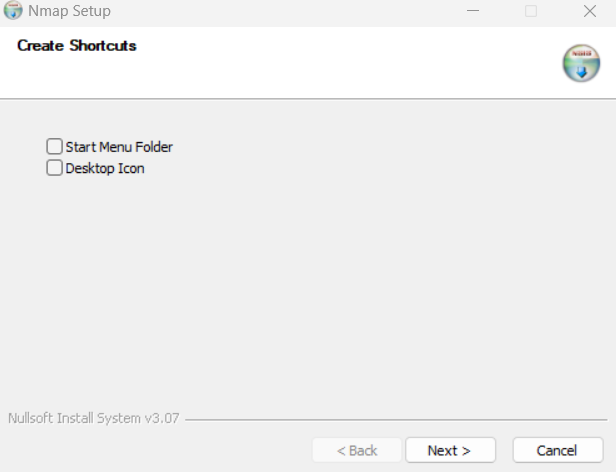 Nmap Setup
Create Shortcuts
Start Menu Folder
Desktop Icon
Nullsoft Install System v3.07
< Back
Next >
Cancel